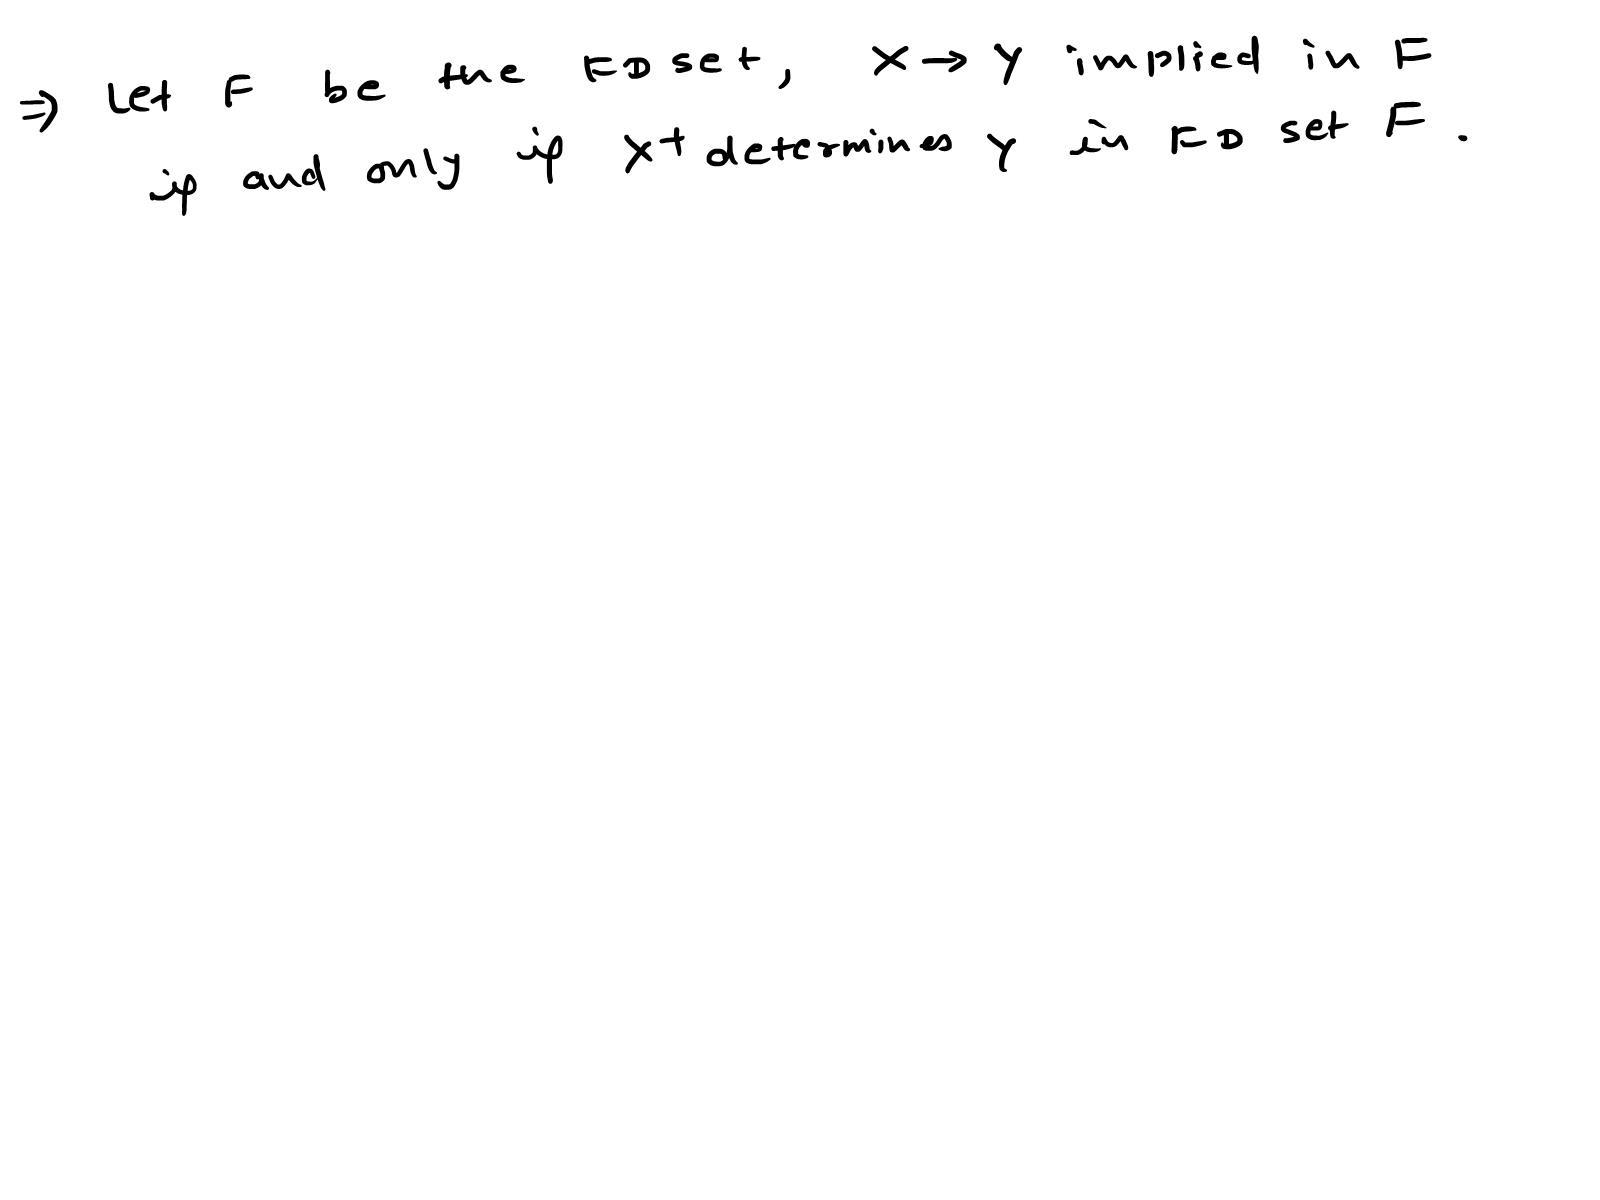 ⇒ Let F be the FD set, X → Y implied in F
if and only if X⁺ determines Y in FD set F.